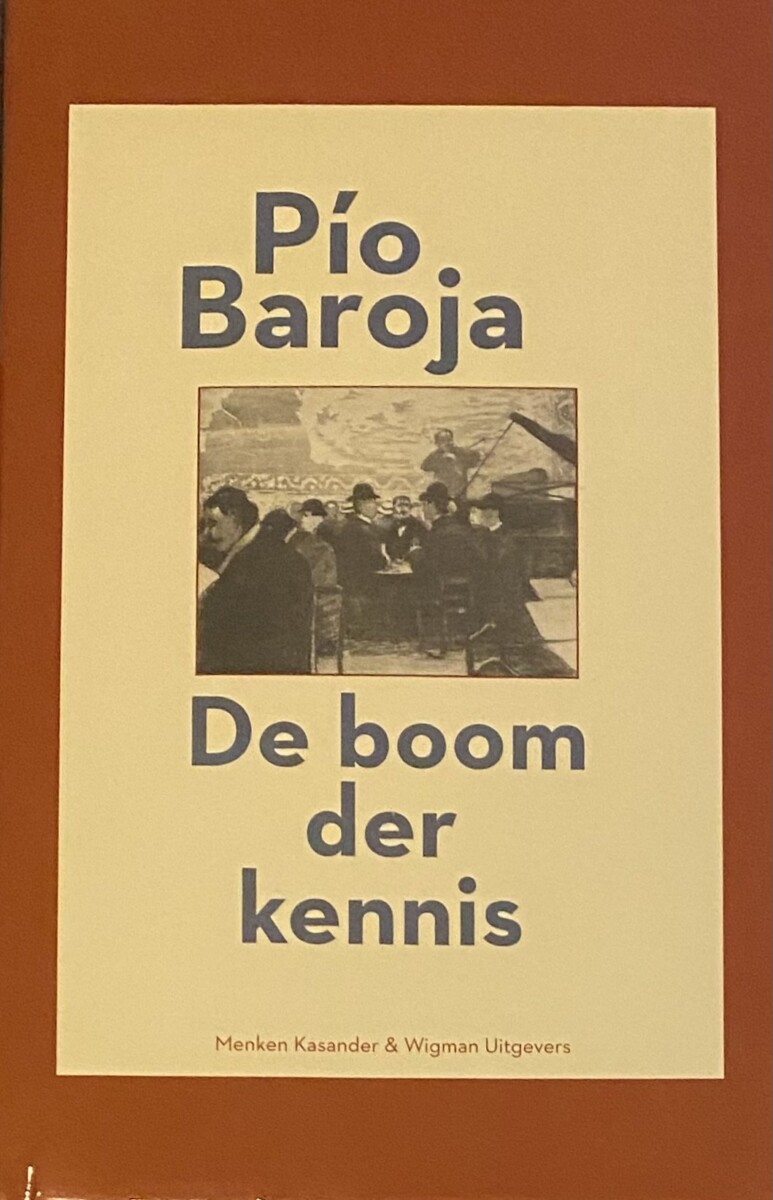 Pío
Baroja
De boom
der
kennis
Menken Kasander & Wigman Uitgevers